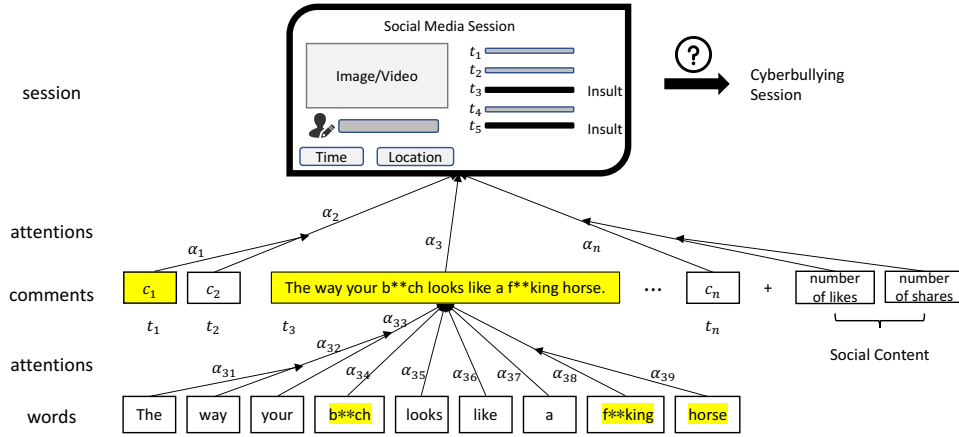 Social Media Session
Image/Video
t₁
t₂
t₃ Insult
t₄
t₅ Insult
Time Location
session
?
Cyberbullying
Session
attentions
α₁ α₂ α₃ αₙ
comments
c₁ c₂ The way your b**ch looks like a f**king horse. ... cₙ + number of likes number of shares
t₁ t₂ t₃ tₙ
Social Content
attentions
α₃₁ α₃₂ α₃₃ α₃₄ α₃₅ α₃₆ α₃₇ α₃₈ α₃₉
words
The way your b**ch looks like a f**king horse